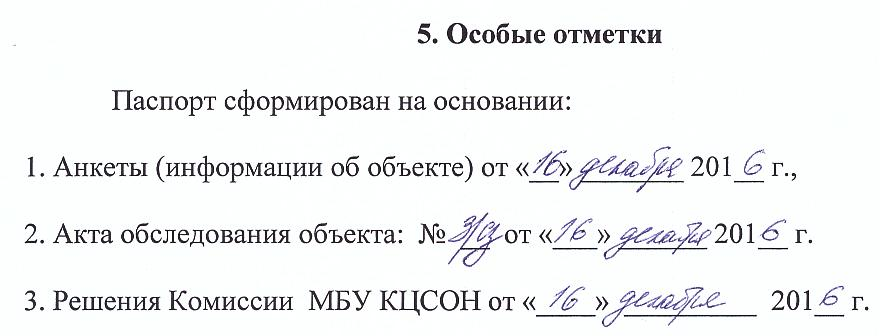 5. Особые отметки
Паспорт сформирован на основании:
1. Анкеты (информации об объекте) от «16» декабря 2016 г.,
2. Акта обследования объекта: № 3/д от «16» декабря 2016 г.
3. Решения Комиссии МБУ КЦСОН от «16» декабря 2016 г.